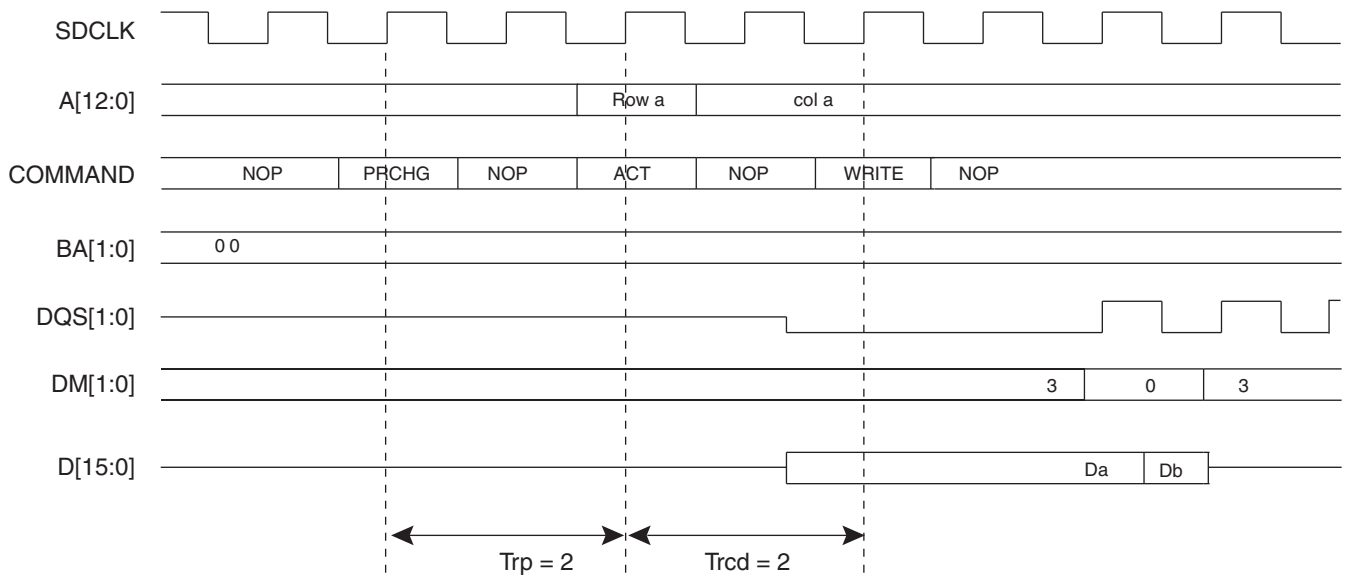 SDCLK
A[12:0] Row a col a
COMMAND NOP PRCHG NOP ACT NOP WRITE NOP
BA[1:0] 0 0
DQS[1:0]
DM[1:0] 3 0 3
D[15:0] Da Db
Trp = 2 Trcd = 2